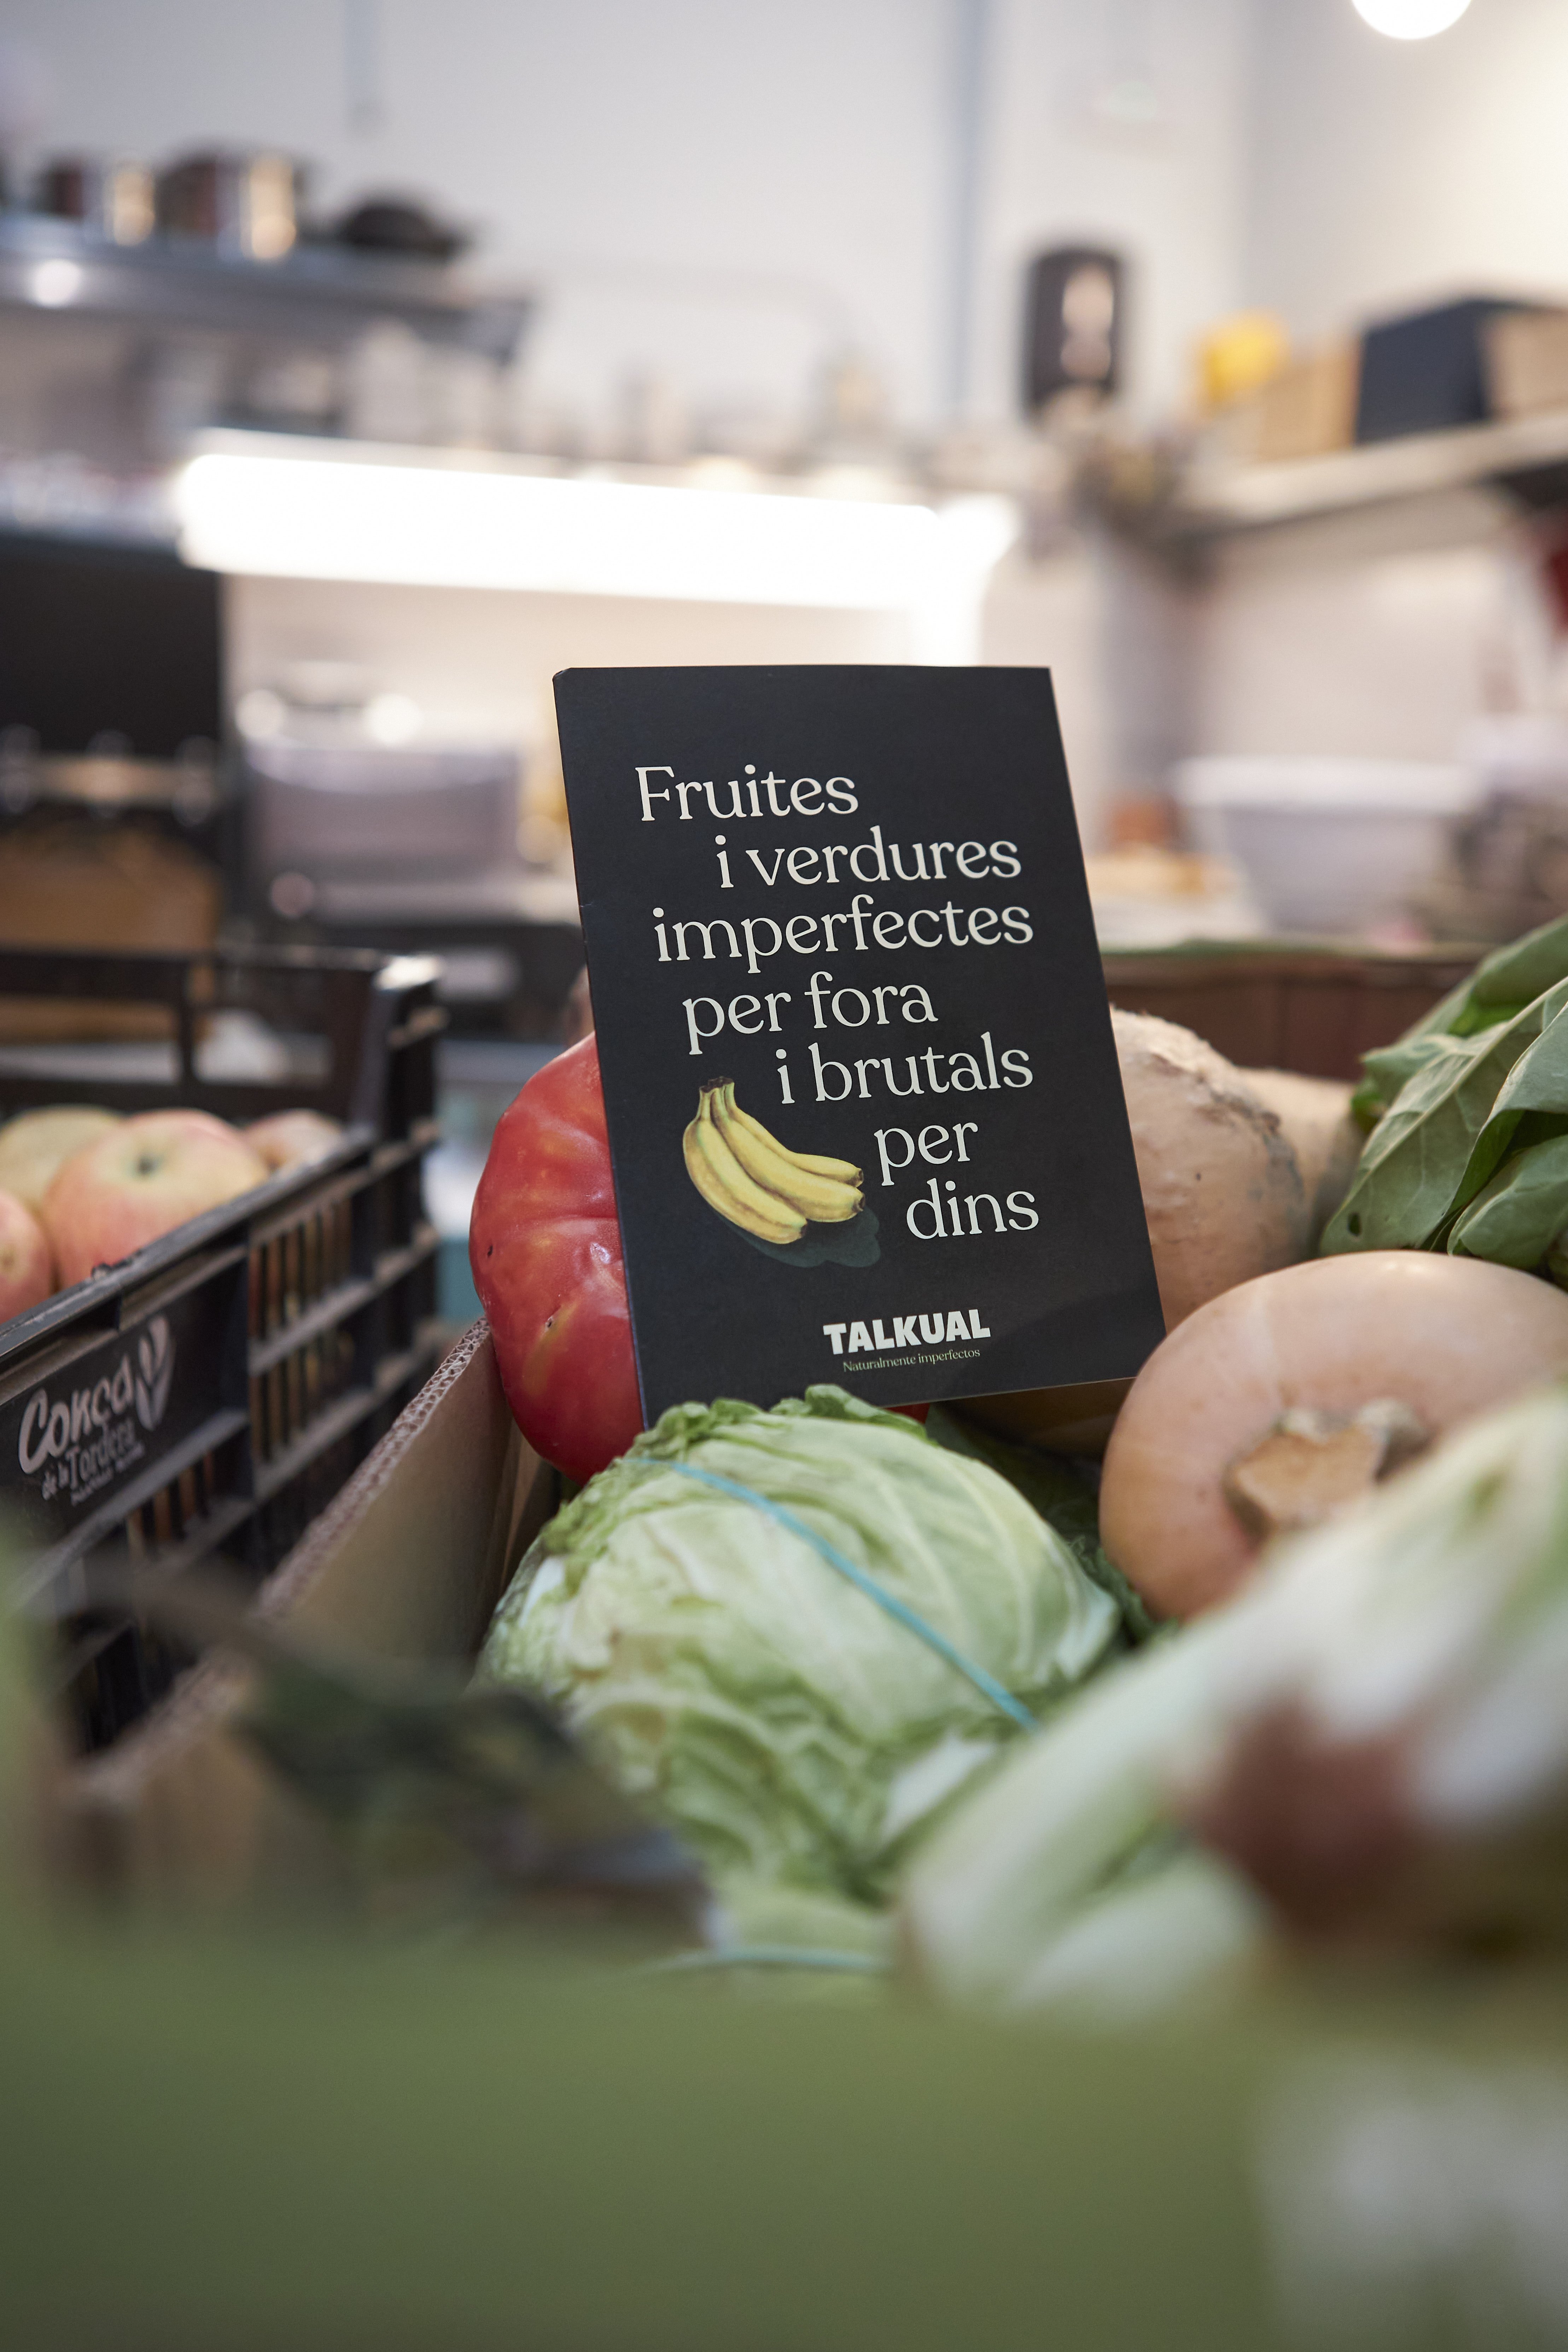 Fruites
i verdures
imperfectes
per fora
i brutals
per
dins
TALKUAL
Naturalmente imperfectos
Conca
de la Tordera